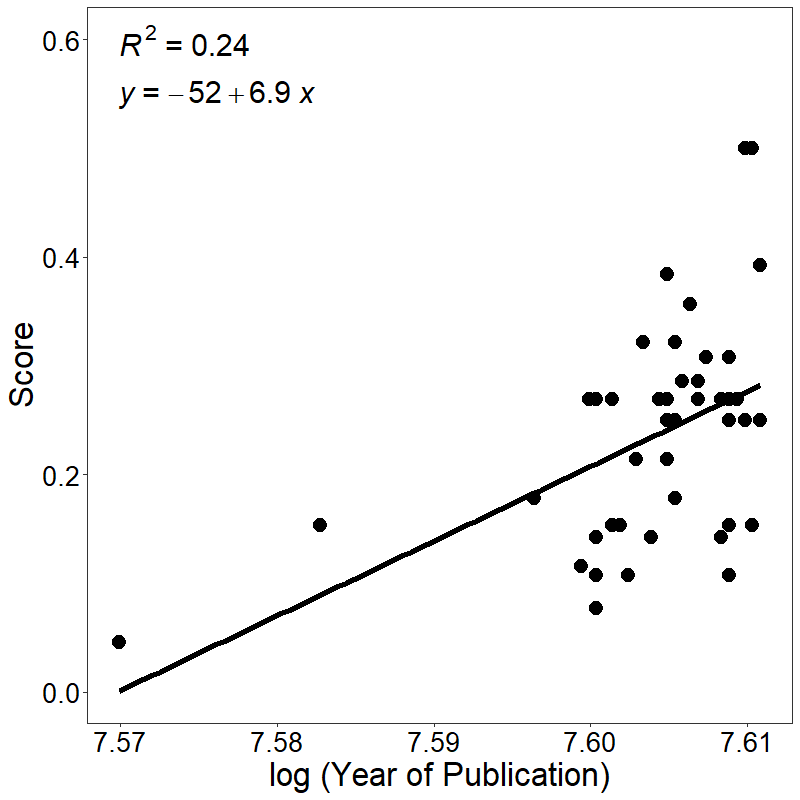 R² = 0.24
y = −52 + 6.9 x
0.6
0.4
0.2
0.0
Score
7.57 7.58 7.59 7.60 7.61
log (Year of Publication)